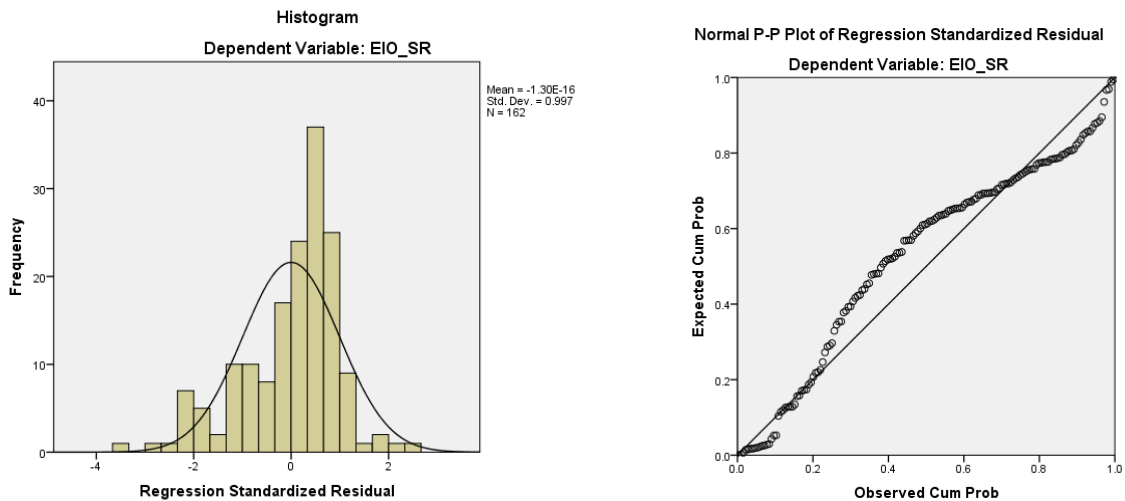 Histogram
Dependent Variable: EIO_SR
Mean = -1.30E-16
Std. Dev. = 0.997
N = 162
Frequency
40
30
20
10
0
-4
-2
0
2
Regression Standardized Residual
Normal P-P Plot of Regression Standardized Residual
Dependent Variable: EIO_SR
Expected Cum Prob
1.0
0.8
0.6
0.4
0.2
0.0
0.0
0.2
0.4
0.6
0.8
1.0
Observed Cum Prob